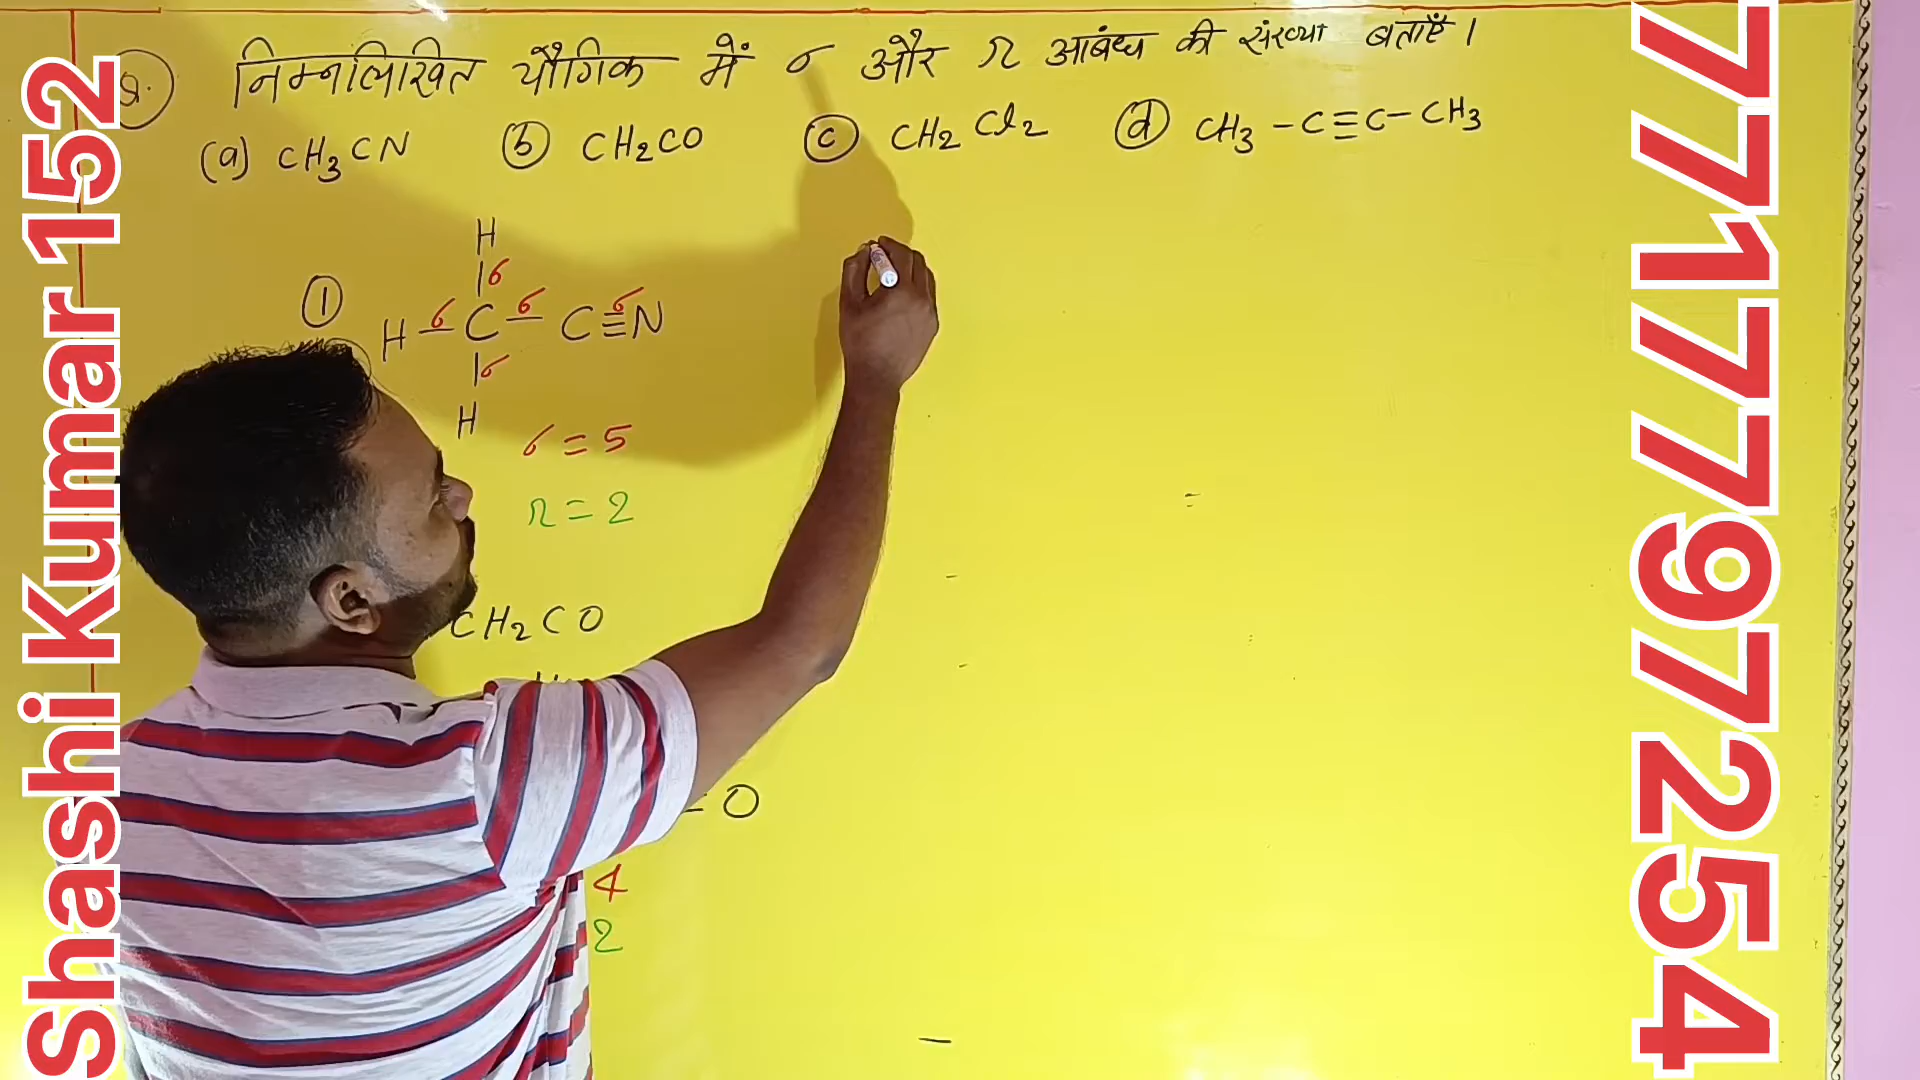 Q. निम्नलिखित यौगिक में σ और π आबंध की संख्या बताएँ।
(a) CH3CN (b) CH2CO (c) CH2Cl2 (d) CH3-C≡C-CH3
H
σ
① H σ C σ C σ≡N
σ
H
σ = 5
π = 2
CH2CO
= O
4
2
Shashi Kumar 152
7717797254